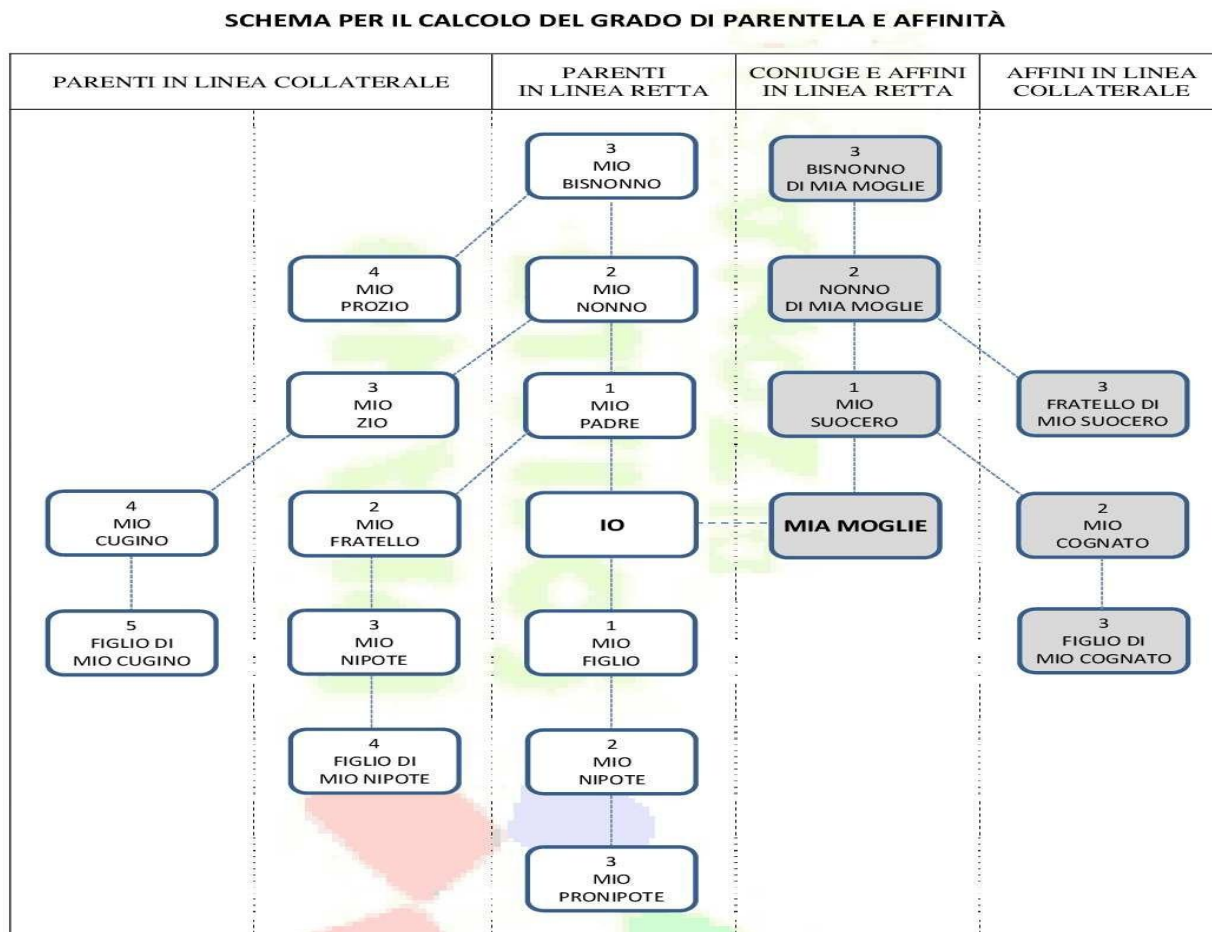 SCHEMA PER IL CALCOLO DEL GRADO DI PARENTELA E AFFINITÀ
PARENTI IN LINEA COLLATERALE
PARENTI
IN LINEA RETTA
CONIUGE E AFFINI
IN LINEA RETTA
AFFINI IN LINEA
COLLATERALE
3
MIO
BISNONNO
3
BISNONNO
DI MIA MOGLIE
4
MIO
PROZIO
2
MIO
NONNO
2
NONNO
DI MIA MOGLIE
3
MIO
ZIO
1
MIO
PADRE
1
MIO
SUOCERO
3
FRATELLO DI
MIO SUOCERO
4
MIO
CUGINO
2
MIO
FRATELLO
IO
MIA MOGLIE
2
MIO
COGNATO
5
FIGLIO DI
MIO CUGINO
3
MIO
NIPOTE
1
MIO
FIGLIO
3
FIGLIO DI
MIO COGNATO
4
FIGLIO DI
MIO NIPOTE
2
MIO
NIPOTE
3
MIO
PRONIPOTE